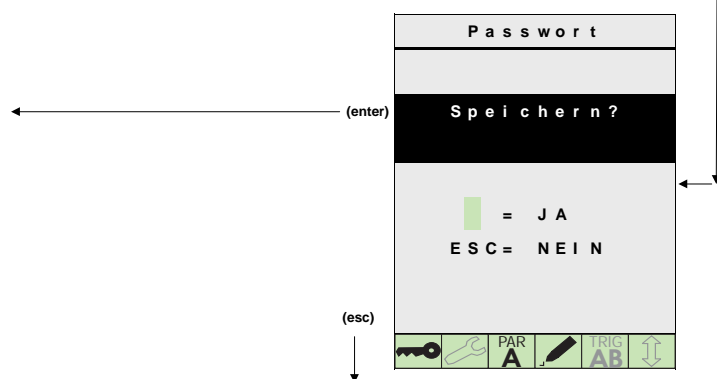 Passwort
(enter)
Speichern?
= JA
ESC= NEIN
(esc)
PAR A
TRIG AB